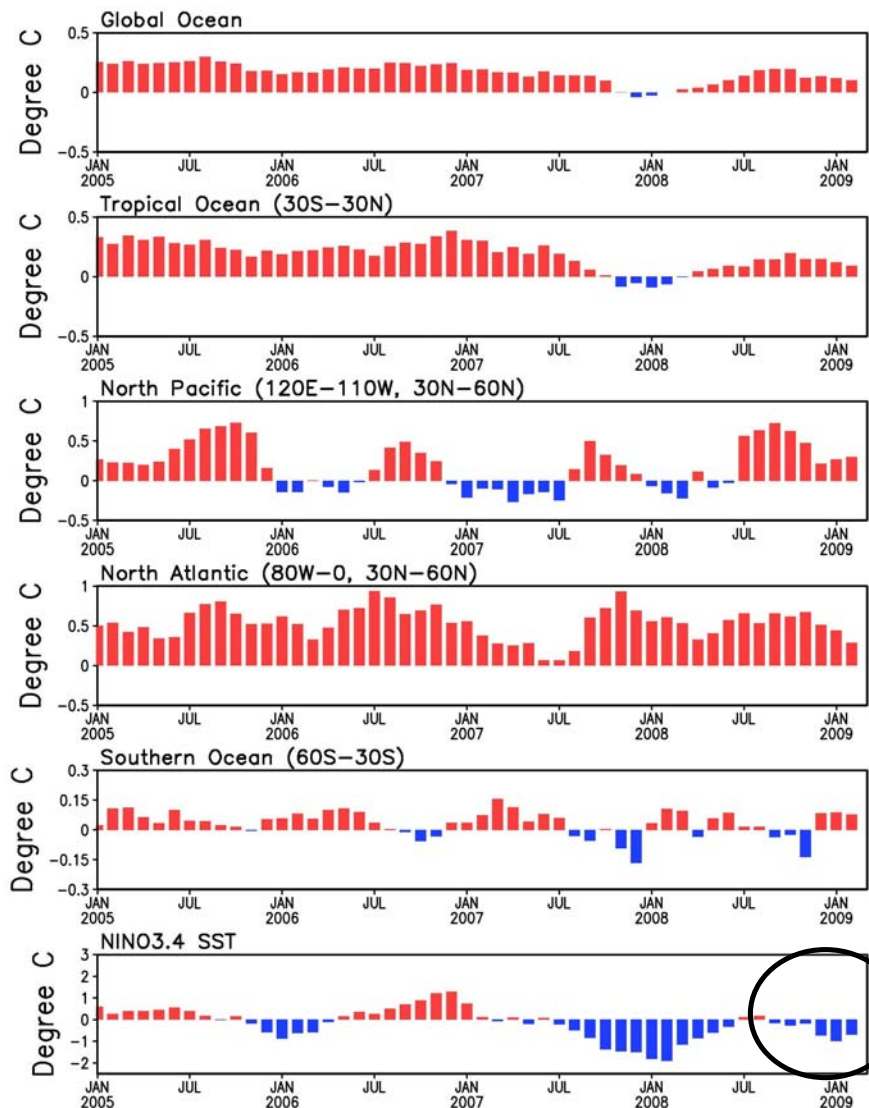 Global Ocean
Degree C
0.5
0
-0.5
JAN JUL JAN JUL JAN JUL JAN JUL JAN
2005 2006 2007 2008 2009
Tropical Ocean (30S-30N)
Degree C
0.5
0
-0.5
JAN JUL JAN JUL JAN JUL JAN JUL JAN
2005 2006 2007 2008 2009
North Pacific (120E-110W, 30N-60N)
Degree C
1
0.5
0
-0.5
JAN JUL JAN JUL JAN JUL JAN JUL JAN
2005 2006 2007 2008 2009
North Atlantic (80W-0, 30N-60N)
Degree C
1
0.5
0
-0.5
JAN JUL JAN JUL JAN JUL JAN JUL JAN
2005 2006 2007 2008 2009
Southern Ocean (60S-30S)
Degree C
0.3
0.15
0
-0.15
-0.3
JAN JUL JAN JUL JAN JUL JAN JUL JAN
2005 2006 2007 2008 2009
NINO3.4 SST
Degree C
3
2
1
0
-1
-2
JAN JUL JAN JUL JAN JUL JAN JUL JAN
2005 2006 2007 2008 2009